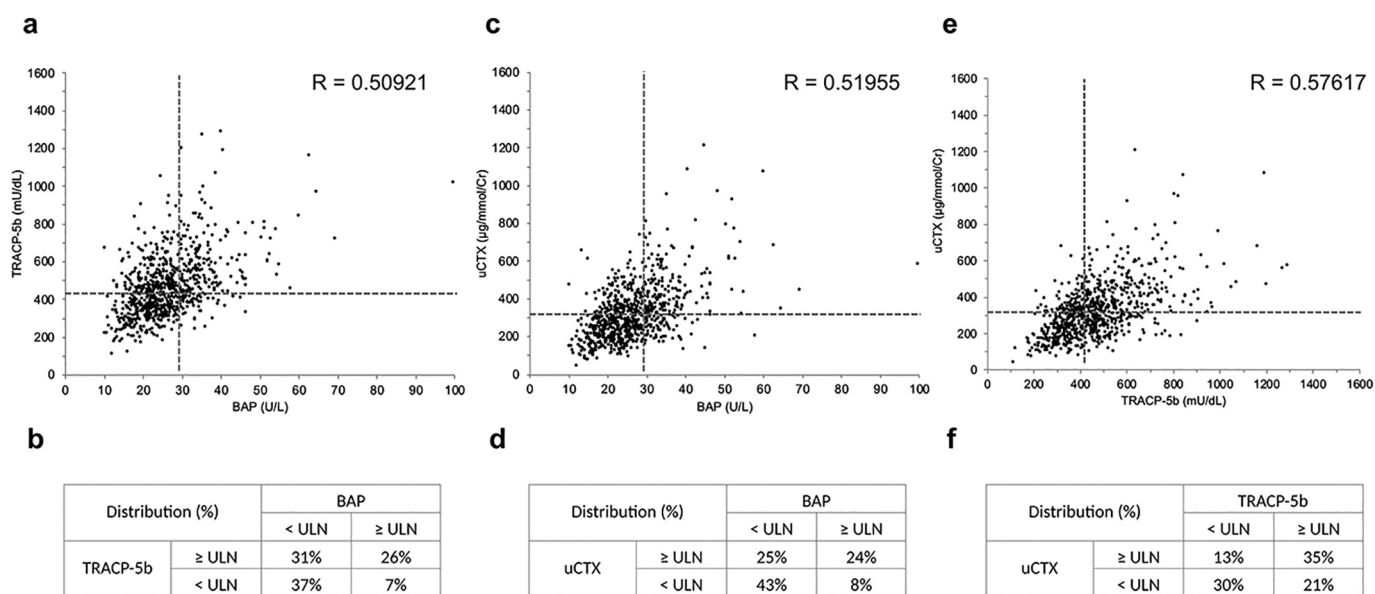 a
R = 0.50921
1600
1400
1200
1000
800
600
400
200
0
TRACP-5b (mU/dL)
0 10 20 30 40 50 60 70 80 90 100
BAP (U/L)
b
Distribution (%) BAP
< ULN ≥ ULN
TRACP-5b ≥ ULN 31% 26%
< ULN 37% 7%
c
R = 0.51955
1600
1400
1200
1000
800
600
400
200
0
uCTX (μg/mmol/Cr)
0 10 20 30 40 50 60 70 80 90 100
BAP (U/L)
d
Distribution (%) BAP
< ULN ≥ ULN
uCTX ≥ ULN 25% 24%
< ULN 43% 8%
e
R = 0.57617
1600
1400
1200
1000
800
600
400
200
0
uCTX (μg/mmol/Cr)
0 200 400 600 800 1000 1200 1400 1600
TRACP-5b (mU/dL)
f
Distribution (%) TRACP-5b
< ULN ≥ ULN
uCTX ≥ ULN 13% 35%
< ULN 30% 21%